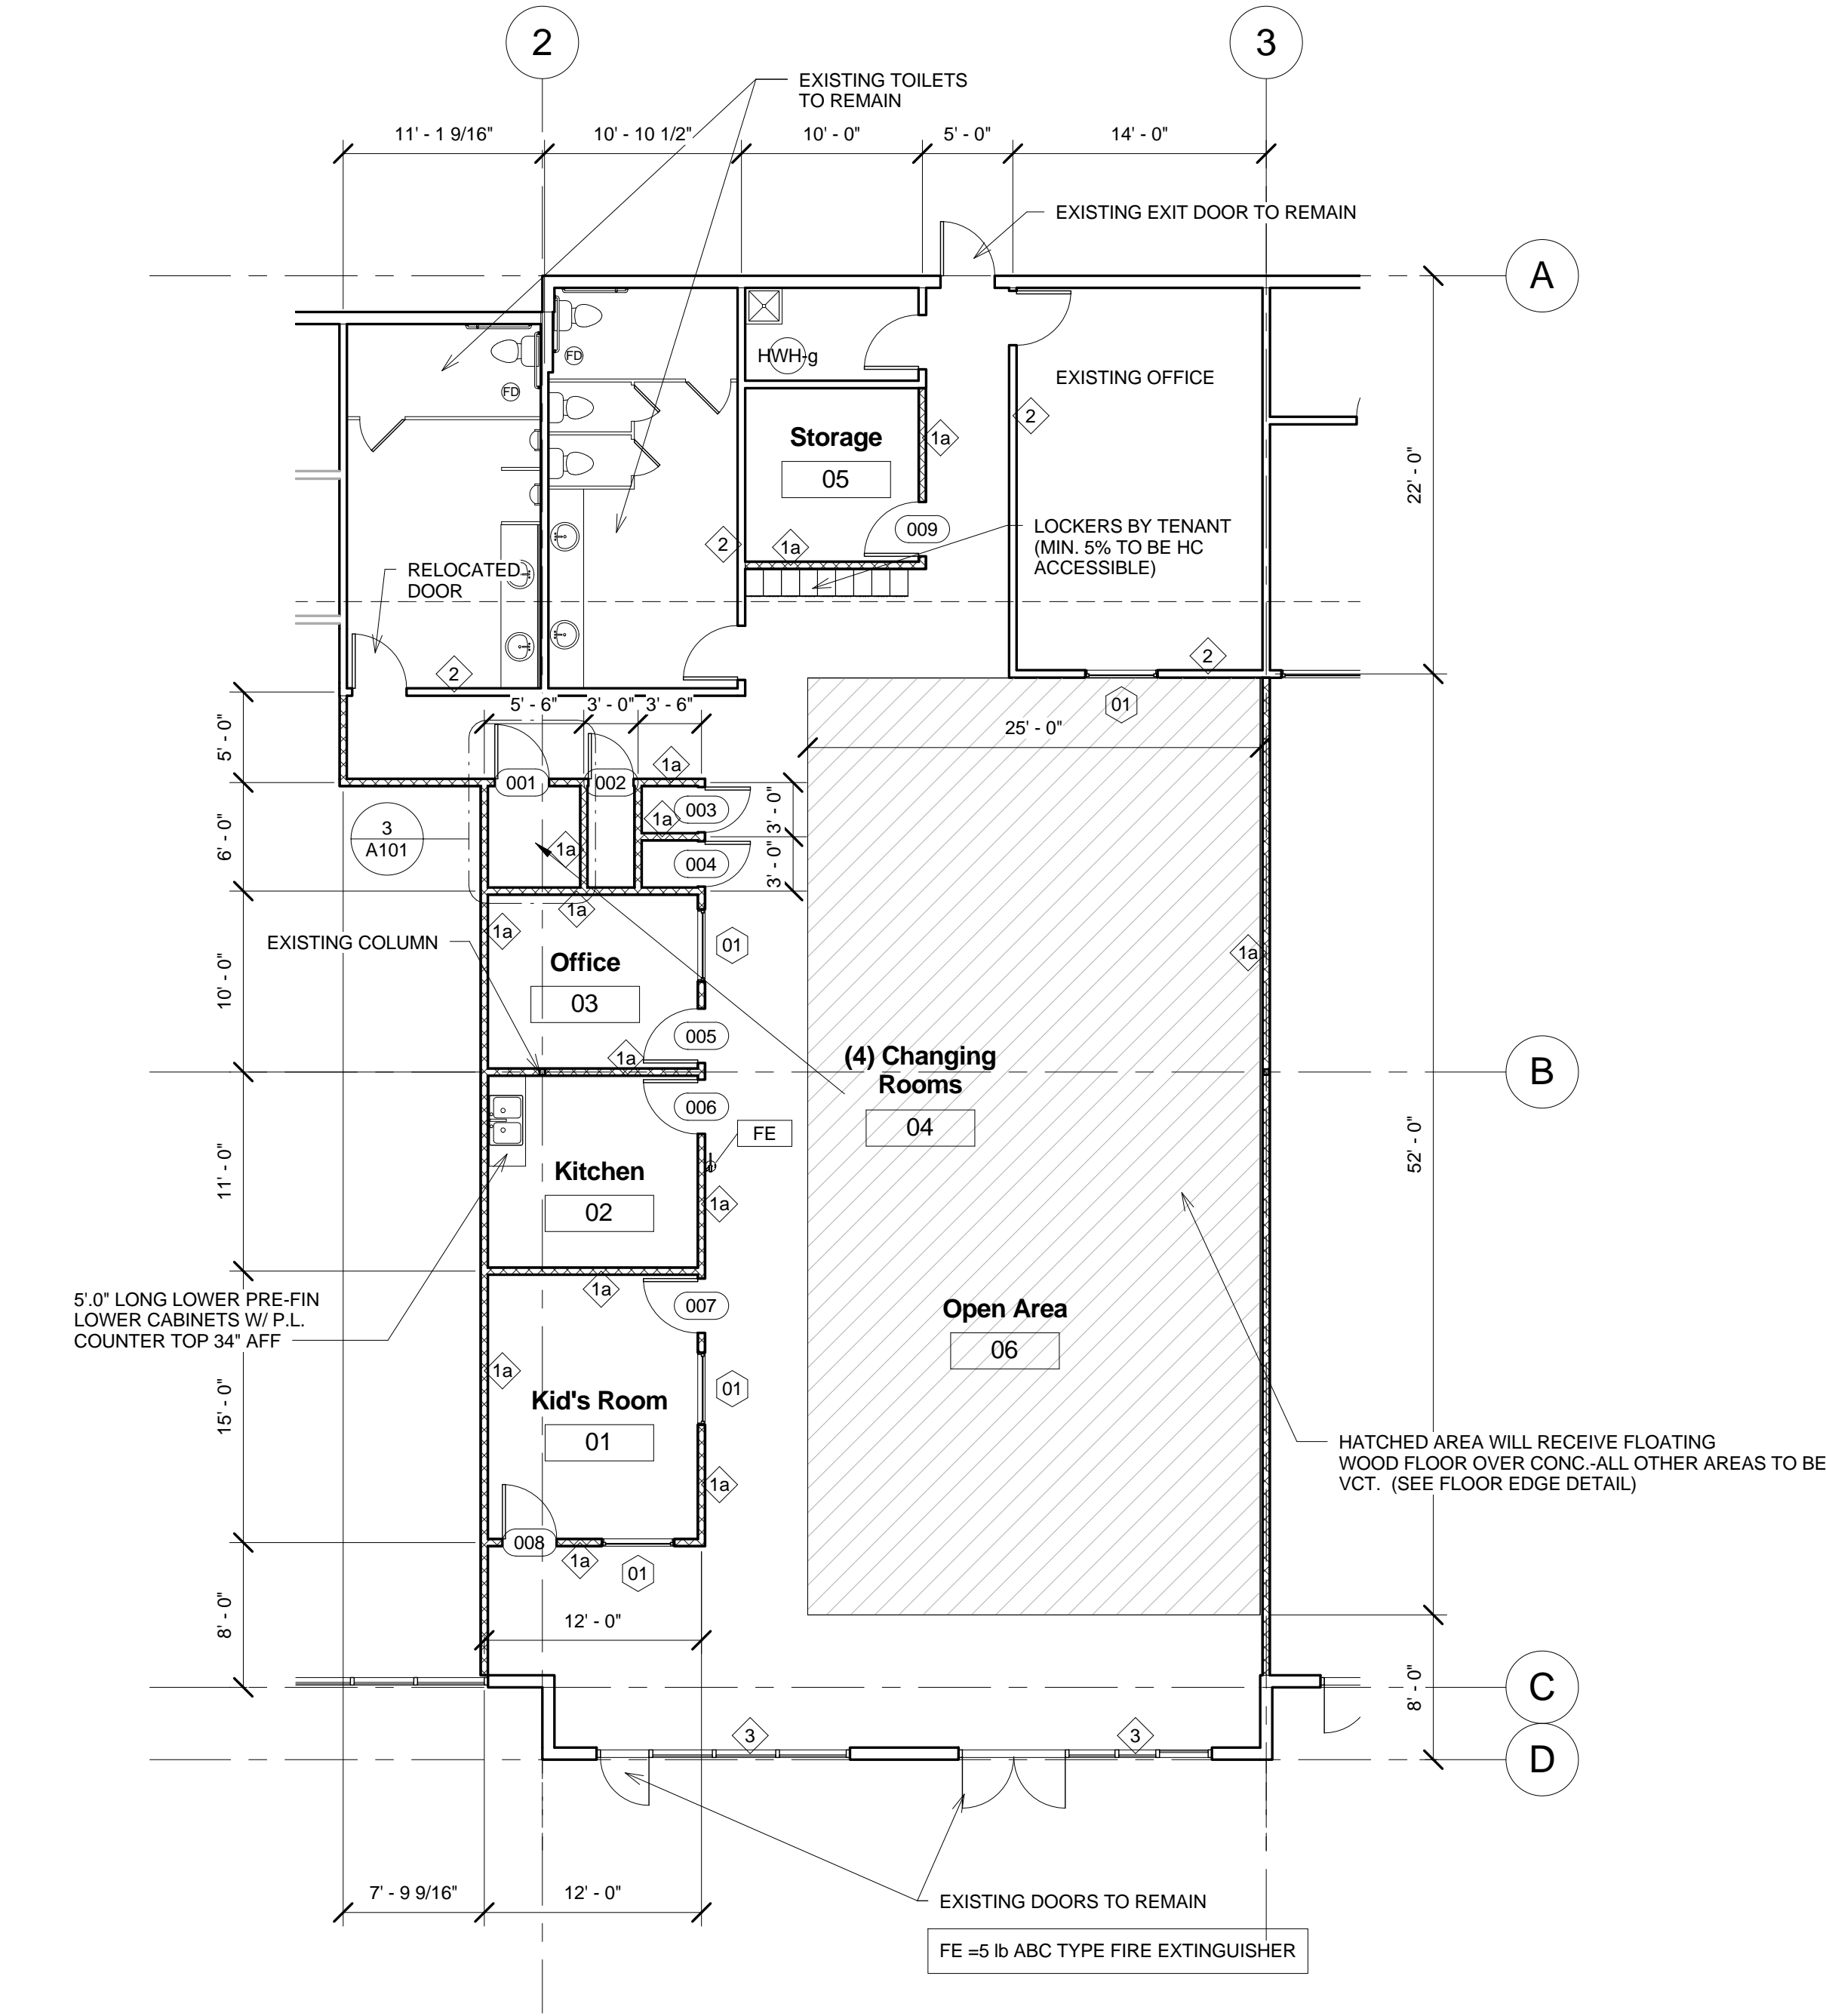 2
3
EXISTING TOILETS
TO REMAIN
11' - 1 9/16"
10' - 10 1/2"
10' - 0"
5' - 0"
14' - 0"
EXISTING EXIT DOOR TO REMAIN
A
HWH-g
FD
FD
EXISTING OFFICE
2
Storage
1a
05
22' - 0"
009
LOCKERS BY TENANT
(MIN. 5% TO BE HC
ACCESSIBLE)
2
1a
RELOCATED
DOOR
2
2
5' - 6"
3' - 0"
3' - 6"
01
25' - 0"
5' - 0"
1a
001
002
003
3' - 0"
1a
3
A101
6' - 0"
1a
004
3' - 0"
1a
1a
EXISTING COLUMN
01
1a
Office
03
10' - 0"
005
1a
(4) Changing
Rooms
04
B
006
FE
52' - 0"
Kitchen
02
11' - 0"
1a
1a
5'.0" LONG LOWER PRE-FIN
LOWER CABINETS W/ P.L.
COUNTER TOP 34" AFF
007
Open Area
06
1a
01
Kid's Room
01
15' - 0"
HATCHED AREA WILL RECEIVE FLOATING
WOOD FLOOR OVER CONC.-ALL OTHER AREAS TO BE
VCT.  (SEE FLOOR EDGE DETAIL)
1a
008
1a
01
8' - 0"
12' - 0"
C
8' - 0"
3
3
D
7' - 9 9/16"
12' - 0"
EXISTING DOORS TO REMAIN
FE =5 lb ABC TYPE FIRE EXTINGUISHER